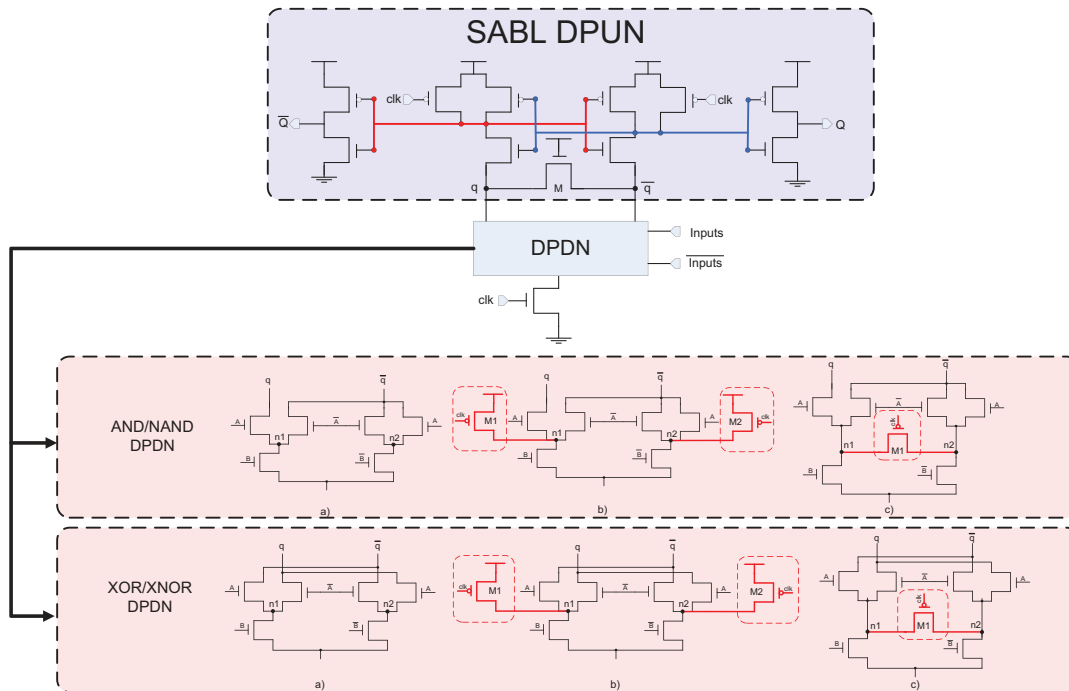 SABL DPUN
clk clk
Q Q
q M q
DPDN
Inputs
Inputs
clk
AND/NAND
DPDN
q q
A A A
n1 n2
B B
a)
q q
clk M1 A A A M2 clk
n1 n2
B B
b)
q q
A A A
clk
n1 M1 n2
B B
c)
XOR/XNOR
DPDN
q q
A A A
n1 n2
B B
a)
q q
clk M1 A A A M2 clk
n1 n2
B B
b)
q q
A A A
clk
n1 M1 n2
B B
c)